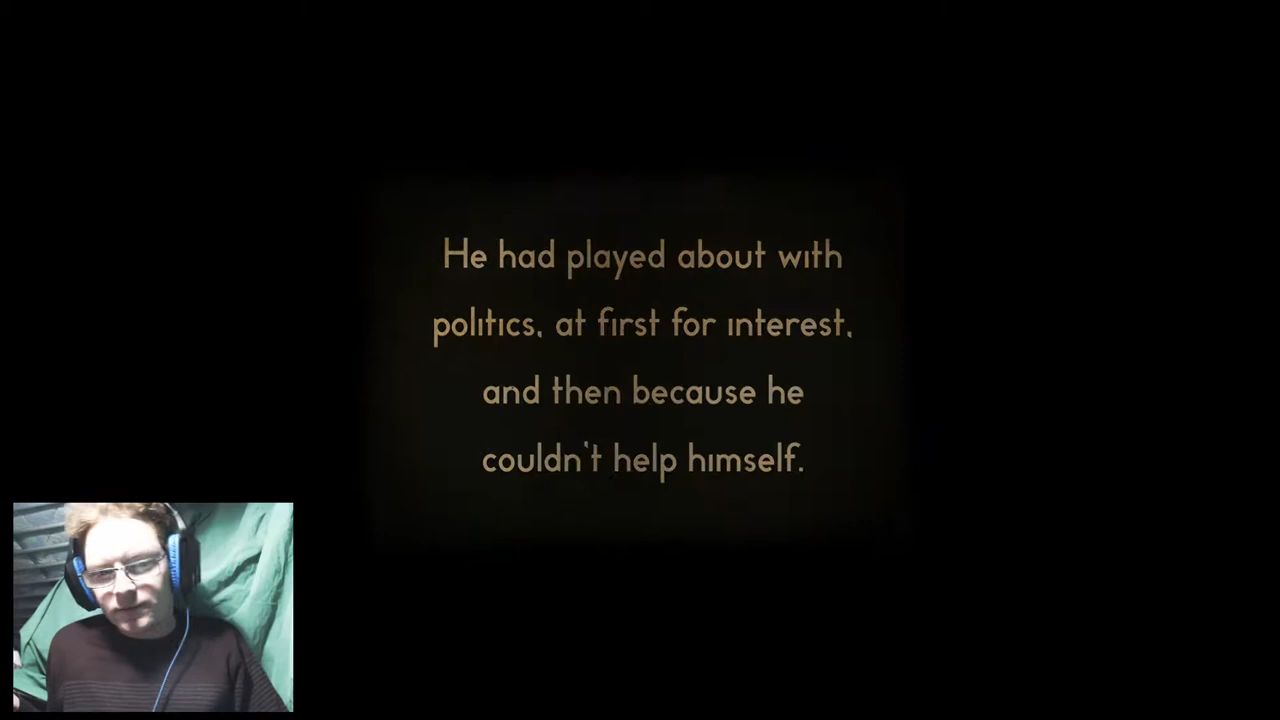 He had played about with
politics, at first for interest,
and then because he
couldn't help himself.